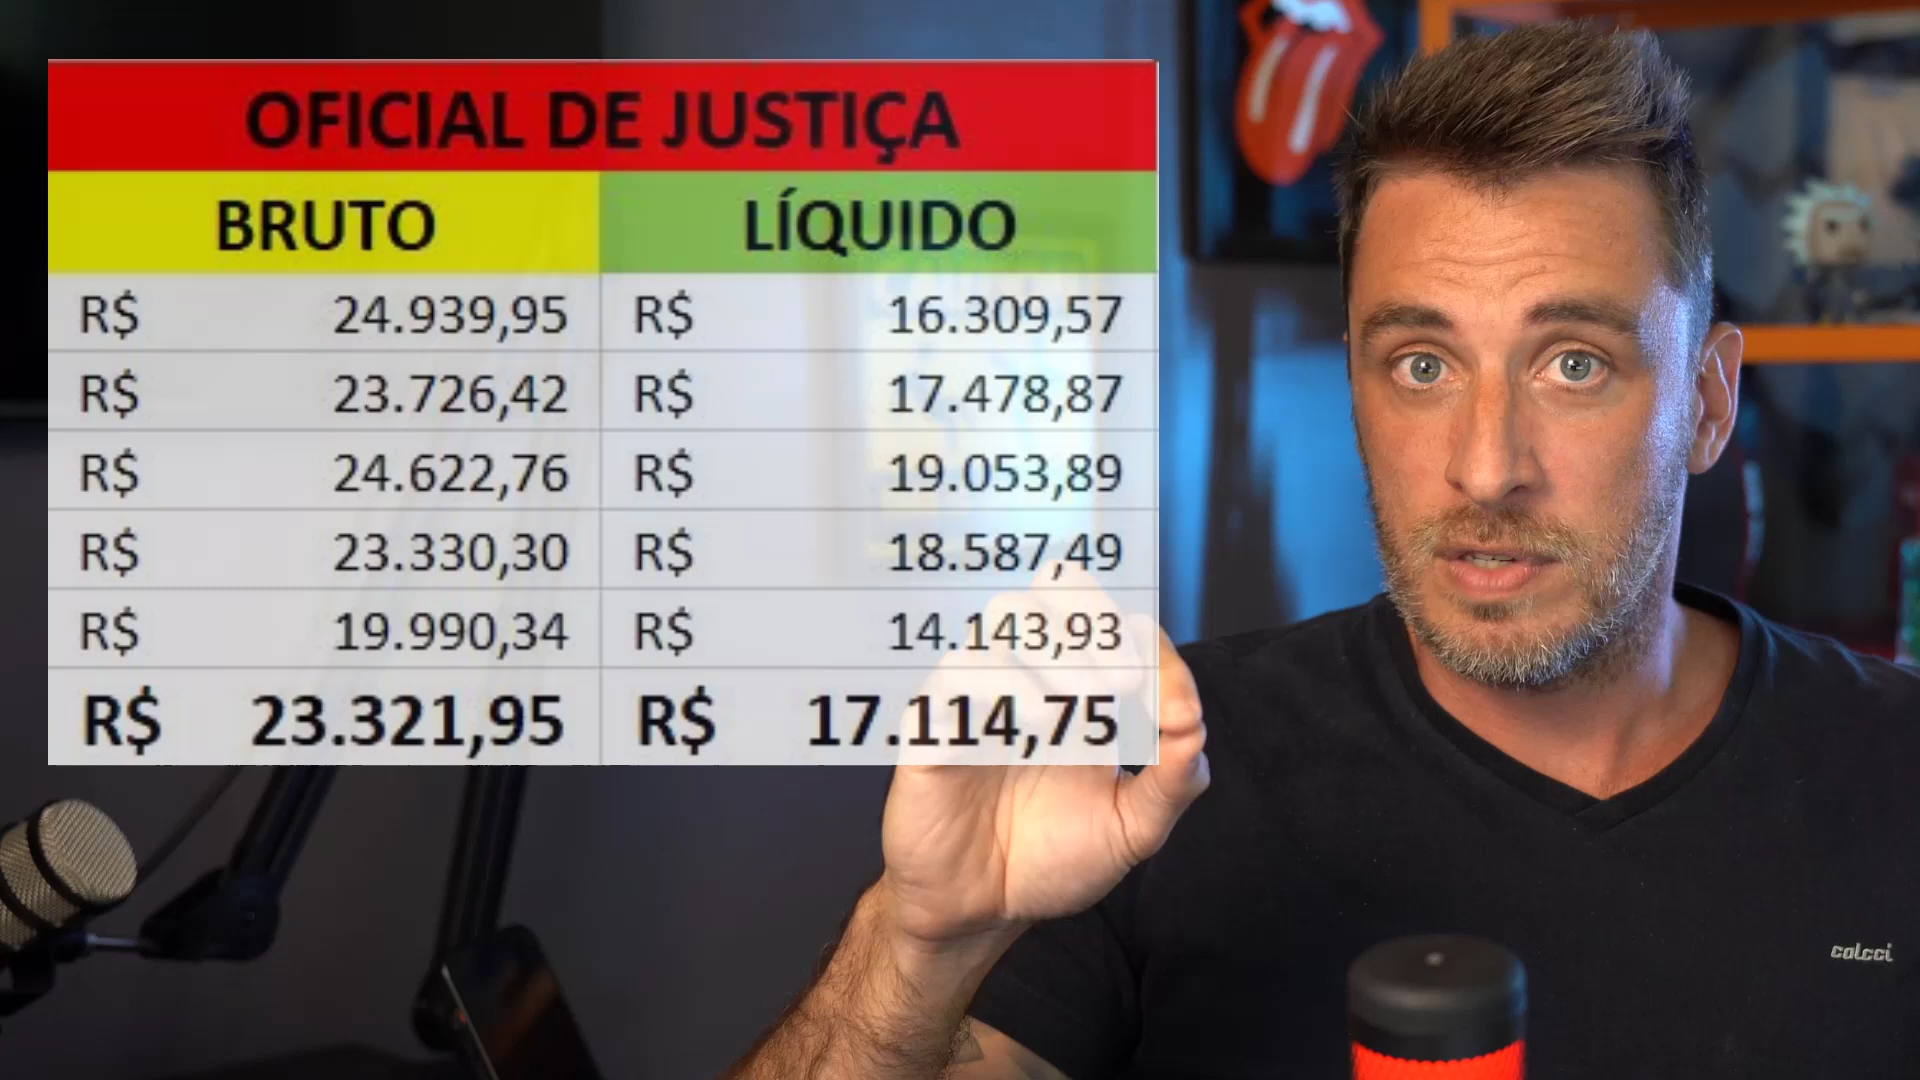 OFICIAL DE JUSTIÇA
BRUTO LÍQUIDO
R$ 24.939,95 R$ 16.309,57
R$ 23.726,42 R$ 17.478,87
R$ 24.622,76 R$ 19.053,89
R$ 23.330,30 R$ 18.587,49
R$ 19.990,34 R$ 14.143,93
R$ 23.321,95 R$ 17.114,75
colcci